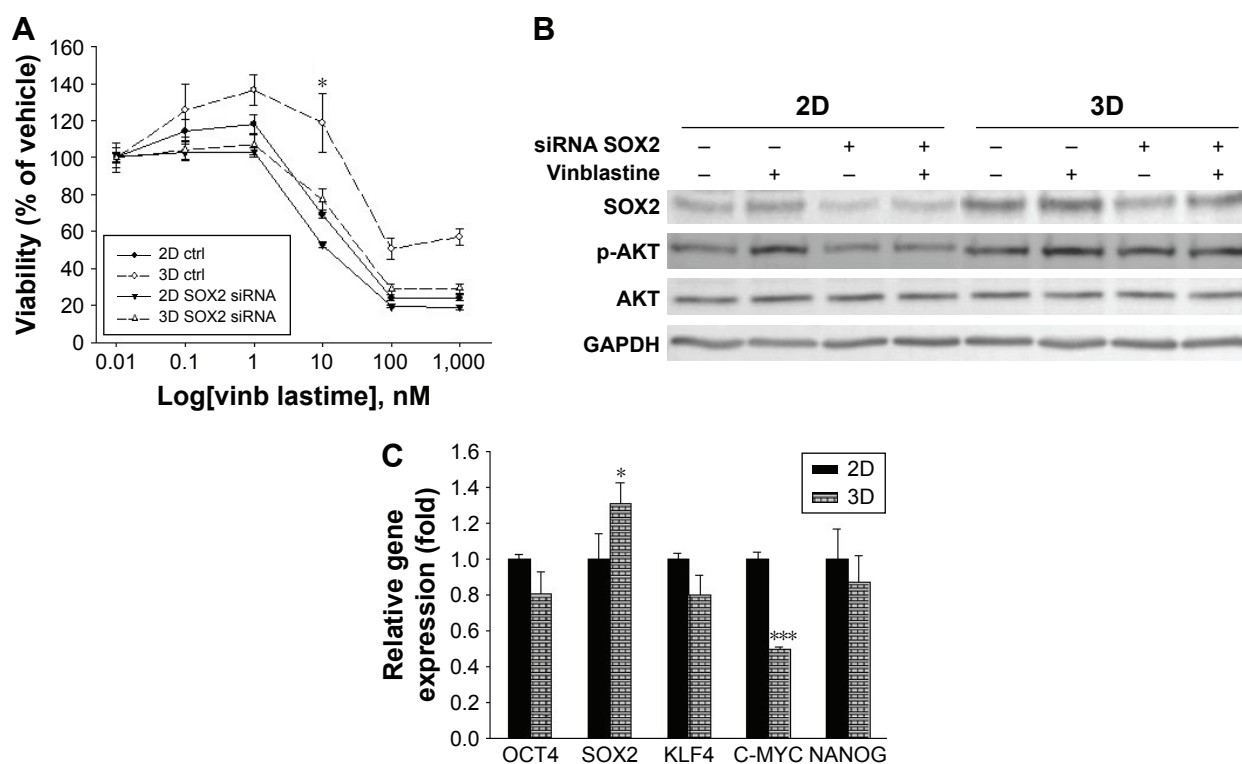 A
160
140
120
100
80
60
40
20
0
Viability (% of vehicle)
*
2D ctrl
3D ctrl
2D SOX2 siRNA
3D SOX2 siRNA
0.01 0.1 1 10 100 1,000
Log[vinb lastime], nM
B
2D 3D
siRNA SOX2 – – + + – – + +
Vinblastine – + – + – + – +
SOX2
p-AKT
AKT
GAPDH
C
1.6
1.4
1.2
1.0
0.8
0.6
0.4
0.2
0.0
Relative gene
expression (fold)
2D
3D
*
***
OCT4 SOX2 KLF4 C-MYC NANOG